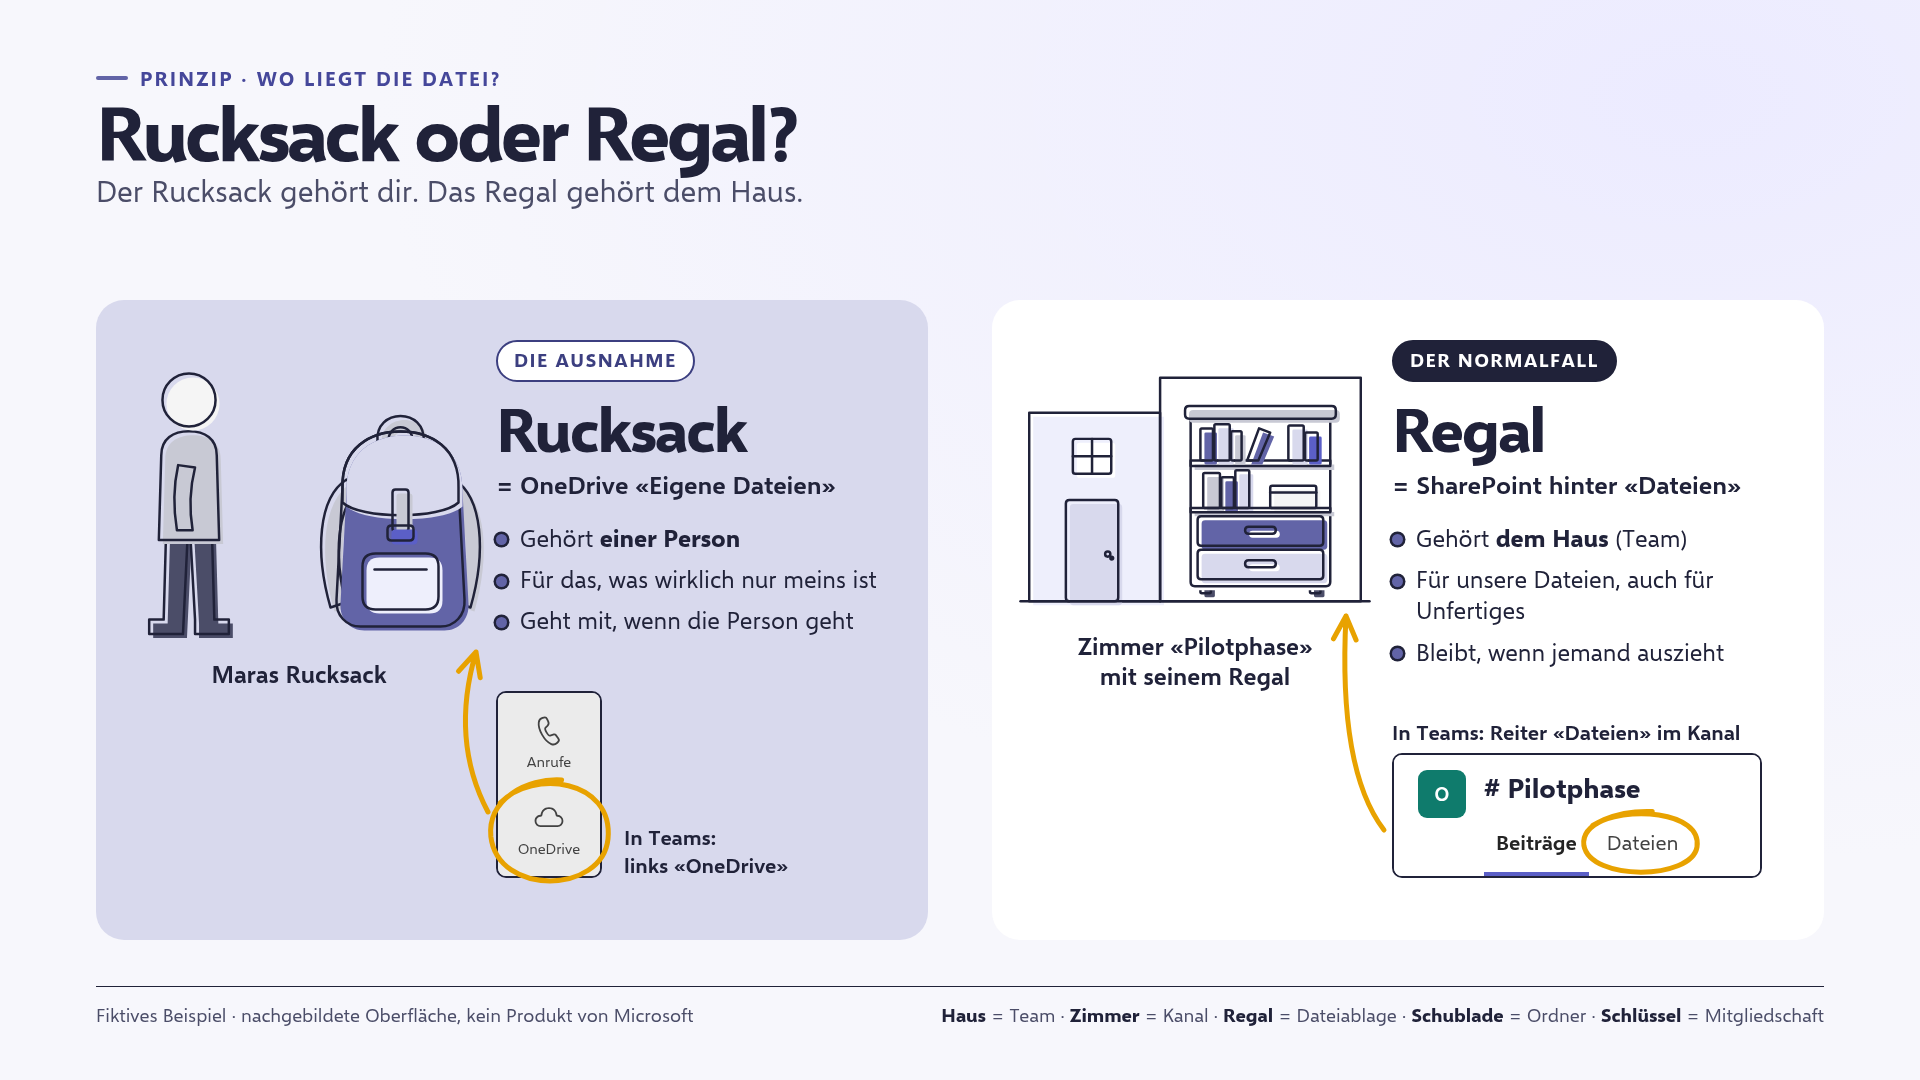 PRINZIP · WO LIEGT DIE DATEI?
Rucksack oder Regal?
Der Rucksack gehört dir. Das Regal gehört dem Haus.
DIE AUSNAHME
Rucksack
= OneDrive «Eigene Dateien»
Gehört einer Person
Für das, was wirklich nur meins ist
Geht mit, wenn die Person geht
Maras Rucksack
Anrufe
OneDrive
In Teams:
links «OneDrive»
DER NORMALFALL
Regal
= SharePoint hinter «Dateien»
Gehört dem Haus (Team)
Für unsere Dateien, auch für
Unfertiges
Bleibt, wenn jemand auszieht
Zimmer «Pilotphase»
mit seinem Regal
In Teams: Reiter «Dateien» im Kanal
O
# Pilotphase
Beiträge Dateien
Fiktives Beispiel · nachgebildete Oberfläche, kein Produkt von Microsoft
Haus = Team · Zimmer = Kanal · Regal = Dateiablage · Schublade = Ordner · Schlüssel = Mitgliedschaft